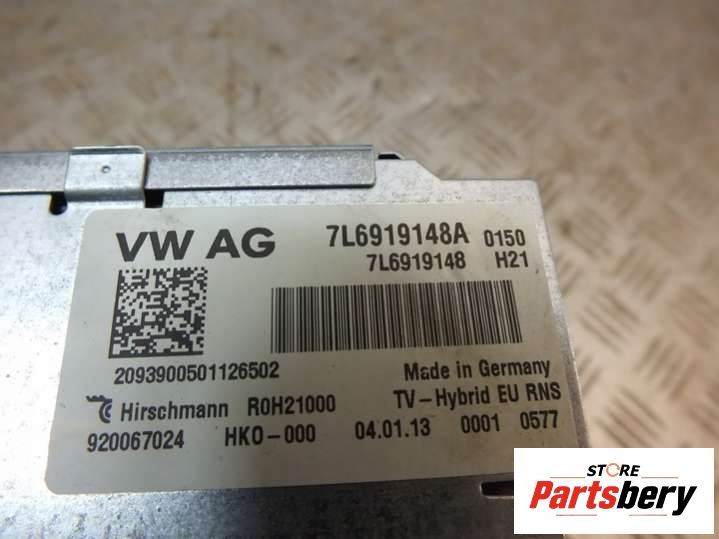 VW AG 7L6919148A 0150
7L6919148 H21
2093900501126502 Made in Germany
Hirschmann R0H21000 TV-Hybrid EU RNS
920067024 HKO-000 04.01.13 0001 0577
STORE
Partsbery